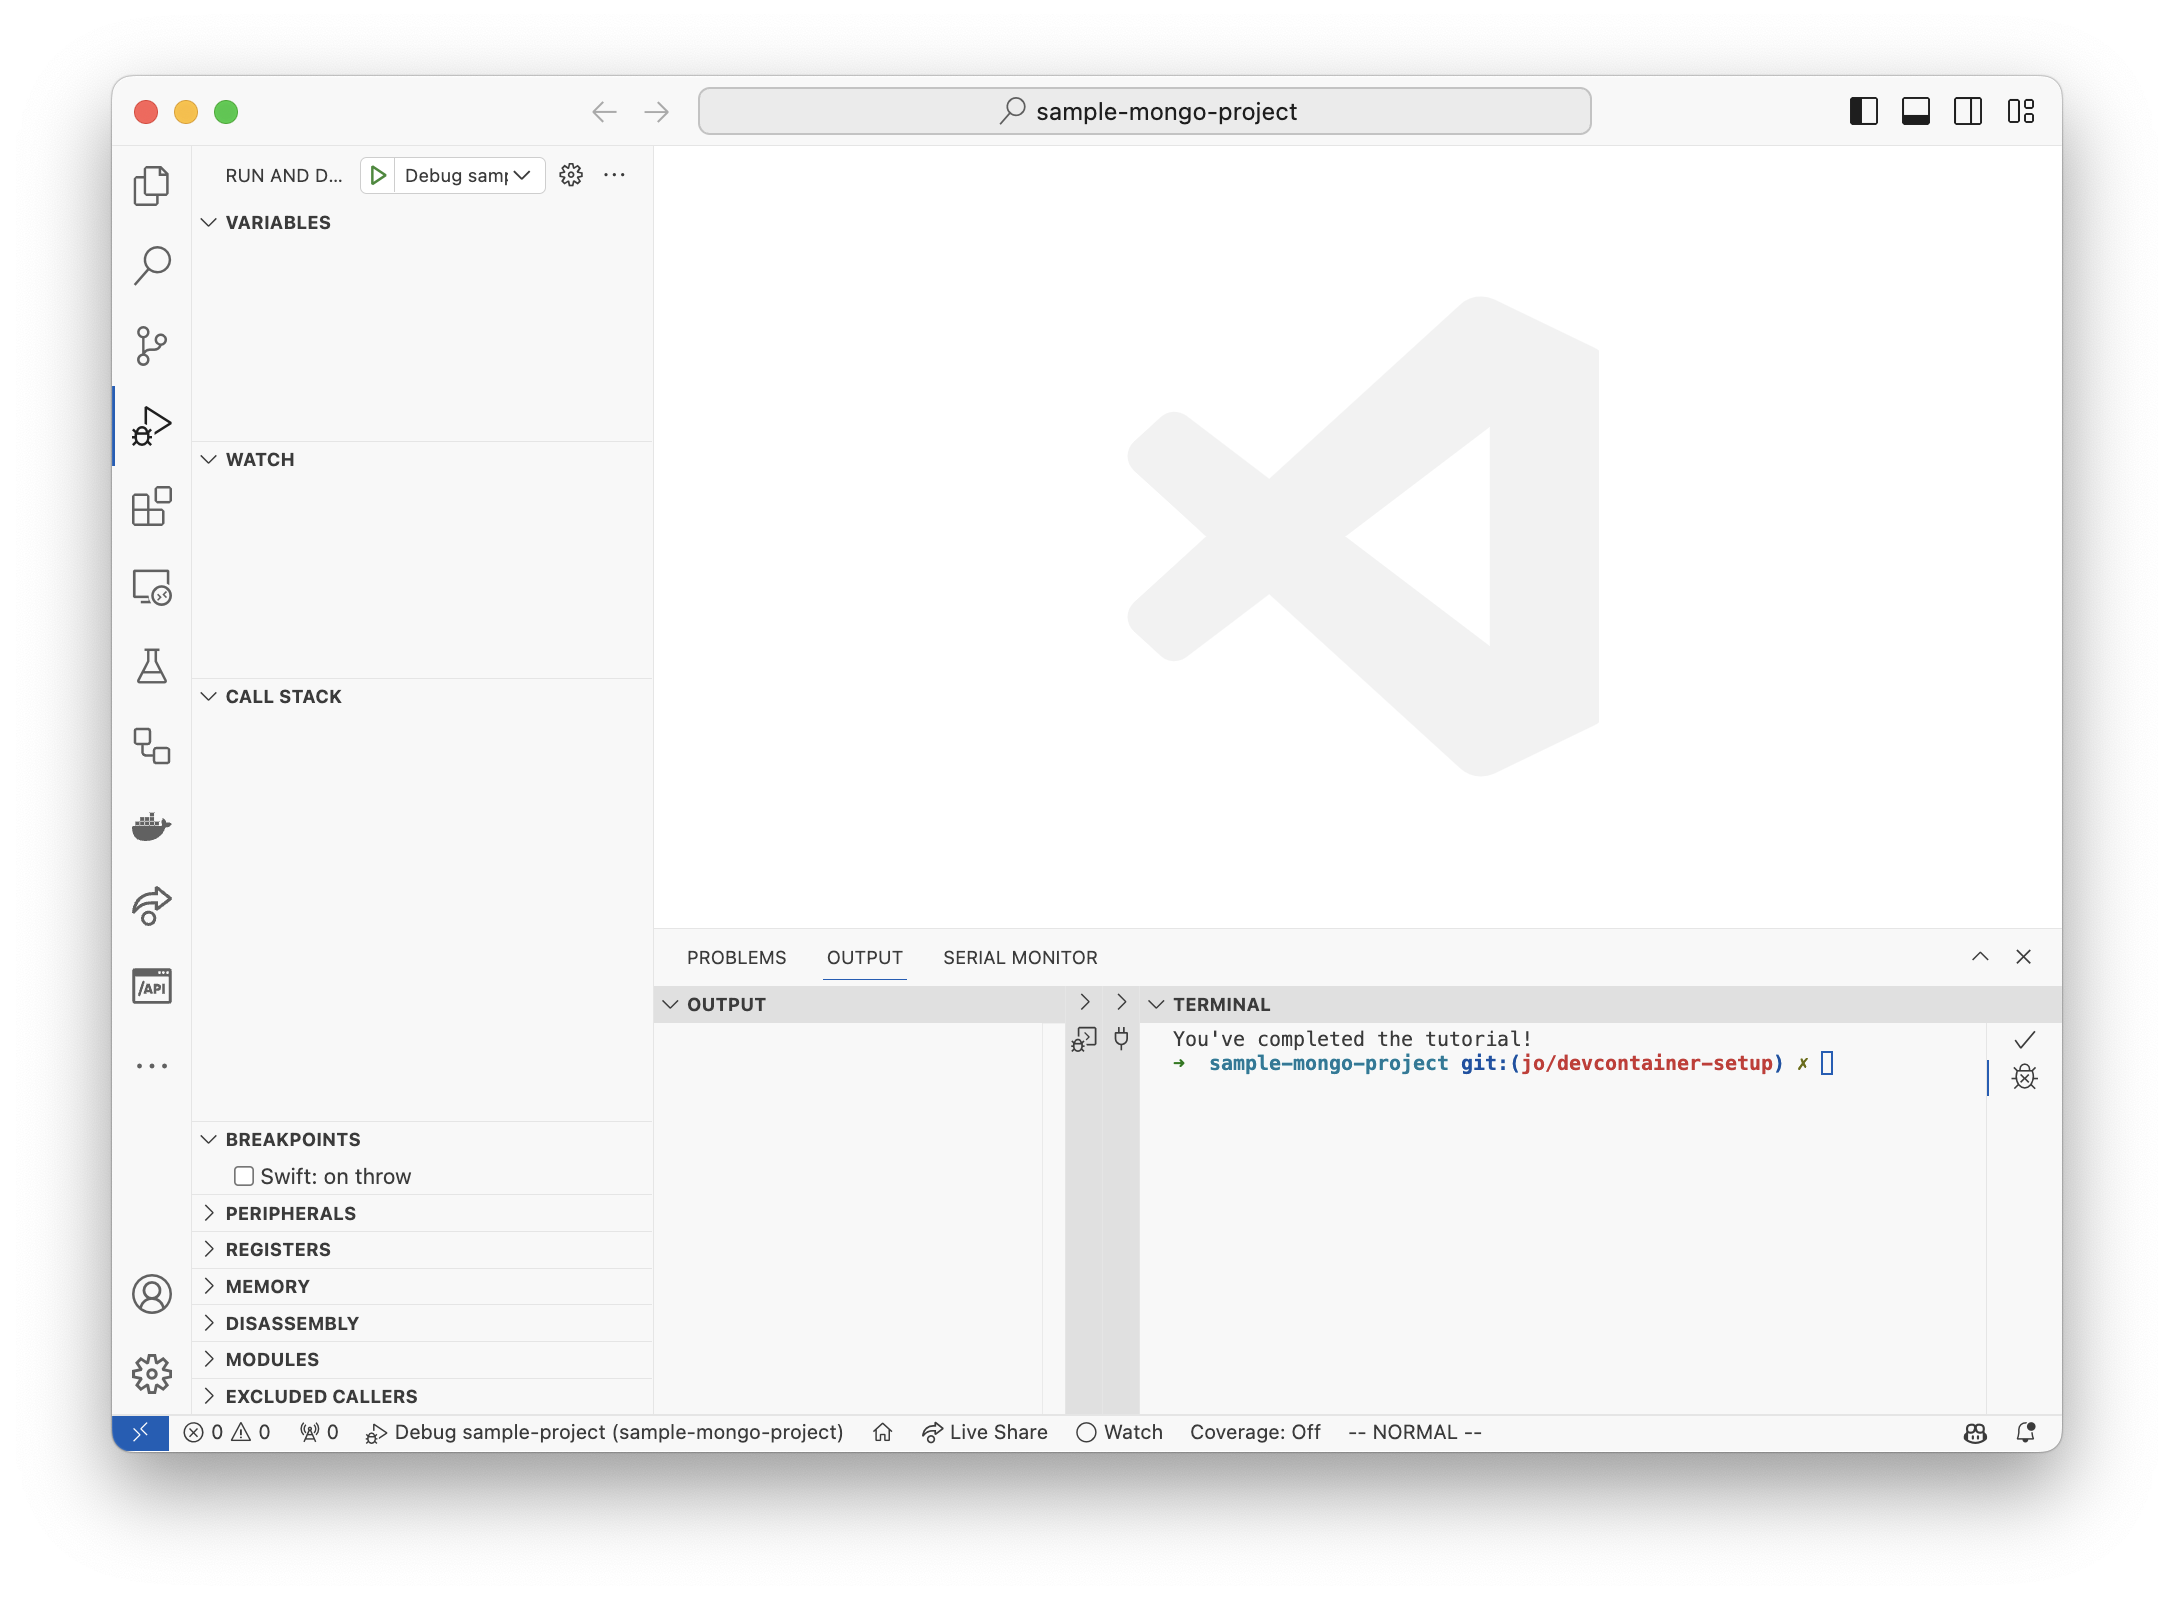 sample-mongo-project
RUN AND D...
Debug samp
VARIABLES
WATCH
CALL STACK
/API
BREAKPOINTS
Swift: on throw
PERIPHERALS
REGISTERS
MEMORY
DISASSEMBLY
MODULES
EXCLUDED CALLERS
PROBLEMS OUTPUT SERIAL MONITOR
OUTPUT
TERMINAL
You've completed the tutorial!
➜ sample-mongo-project git:(jo/devcontainer-setup) ✗
0 0 0 Debug sample-project (sample-mongo-project) Live Share Watch Coverage: Off -- NORMAL --